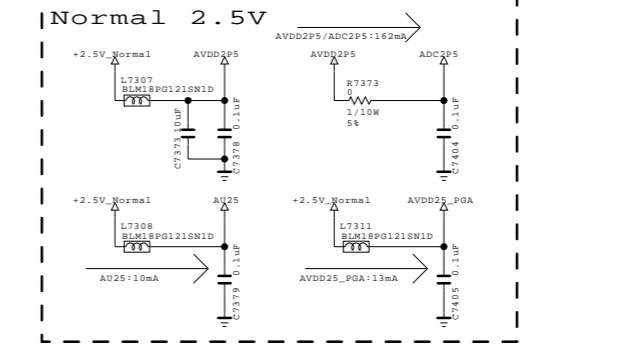 Normal 2.5V
AVDD2P5/ADC2P5:162mA
+2.5V_Normal
AVDD2P5
L7307
BLM18PG121SN1D
C7373 10uF
C7378 0.1uF
AVDD2P5
ADC2P5
R7373
0
1/10W
5%
C7404 0.1uF
+2.5V_Normal
AU25
L7308
BLM18PG121SN1D
AU25:10mA
C7379 0.1uF
+2.5V_Normal
AVDD25_PGA
L7311
BLM18PG121SN1D
AVDD25_PGA:13mA
C7405 0.1uF